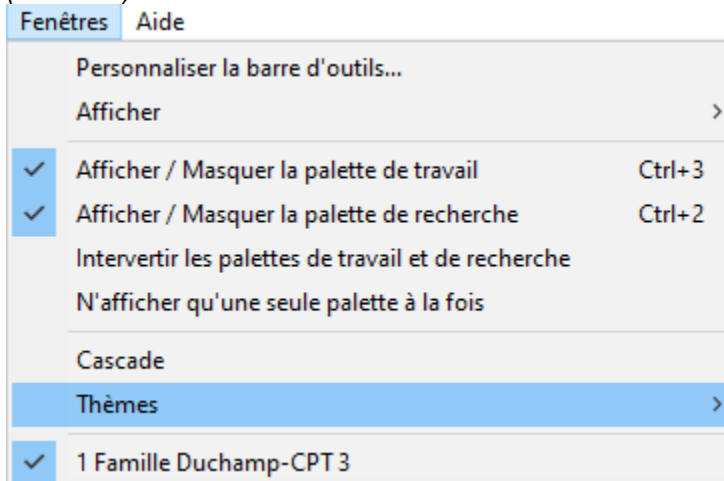 Fenêtres Aide
Personnaliser la barre d'outils...
Afficher
Afficher / Masquer la palette de travail Ctrl+3
Afficher / Masquer la palette de recherche Ctrl+2
Intervertir les palettes de travail et de recherche
N'afficher qu'une seule palette à la fois
Cascade
Thèmes
1 Famille Duchamp-CPT 3